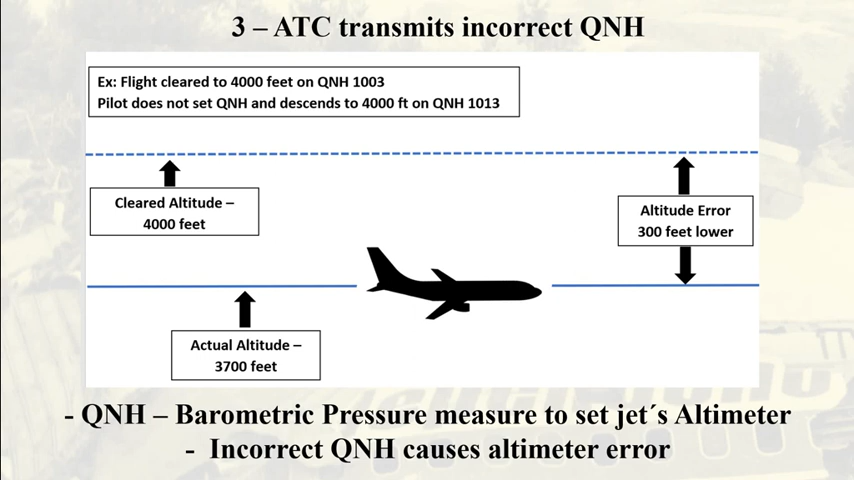 3 – ATC transmits incorrect QNH
Ex: Flight cleared to 4000 feet on QNH 1003
Pilot does not set QNH and descends to 4000 ft on QNH 1013
Cleared Altitude –
4000 feet
Altitude Error
300 feet lower
Actual Altitude –
3700 feet
- QNH – Barometric Pressure measure to set jet´s Altimeter
- Incorrect QNH causes altimeter error